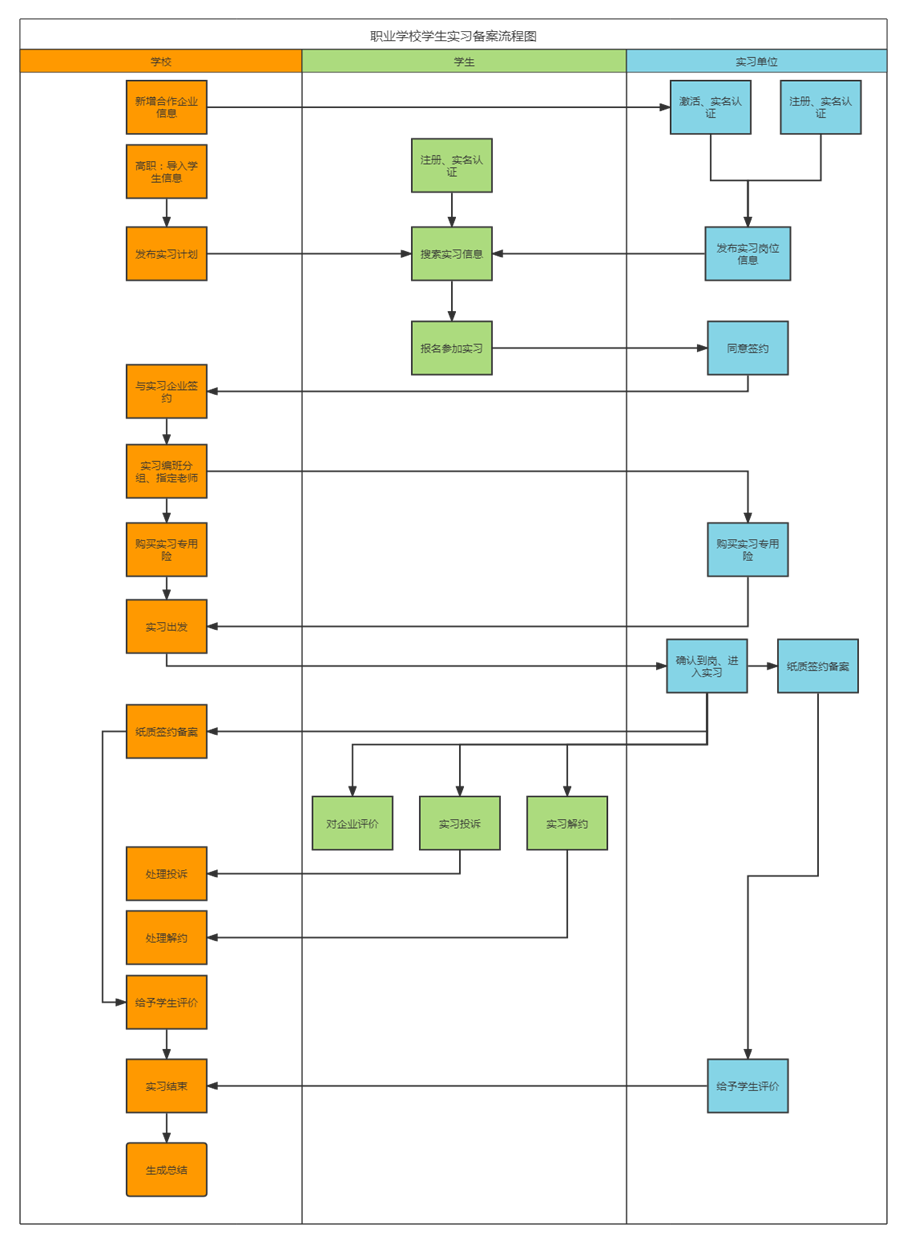 职业学校学生实习备案流程图
学校
学生
实习单位
新增合作企业
信息
激活、实名认
证
注册、实名认
证
高职：导入学
生信息
注册、实名认
证
发布实习计划
搜索实习信息
发布实习岗位
信息
报名参加实习
同意签约
与实习企业签
约
实习编班分
组、指定老师
购买实习专用
险
购买实习专用
险
实习出发
确认到岗、进
入实习
纸质签约备案
纸质签约备案
对企业评价
实习投诉
实习解约
处理投诉
处理解约
给予学生评价
实习结束
给予学生评价
生成总结